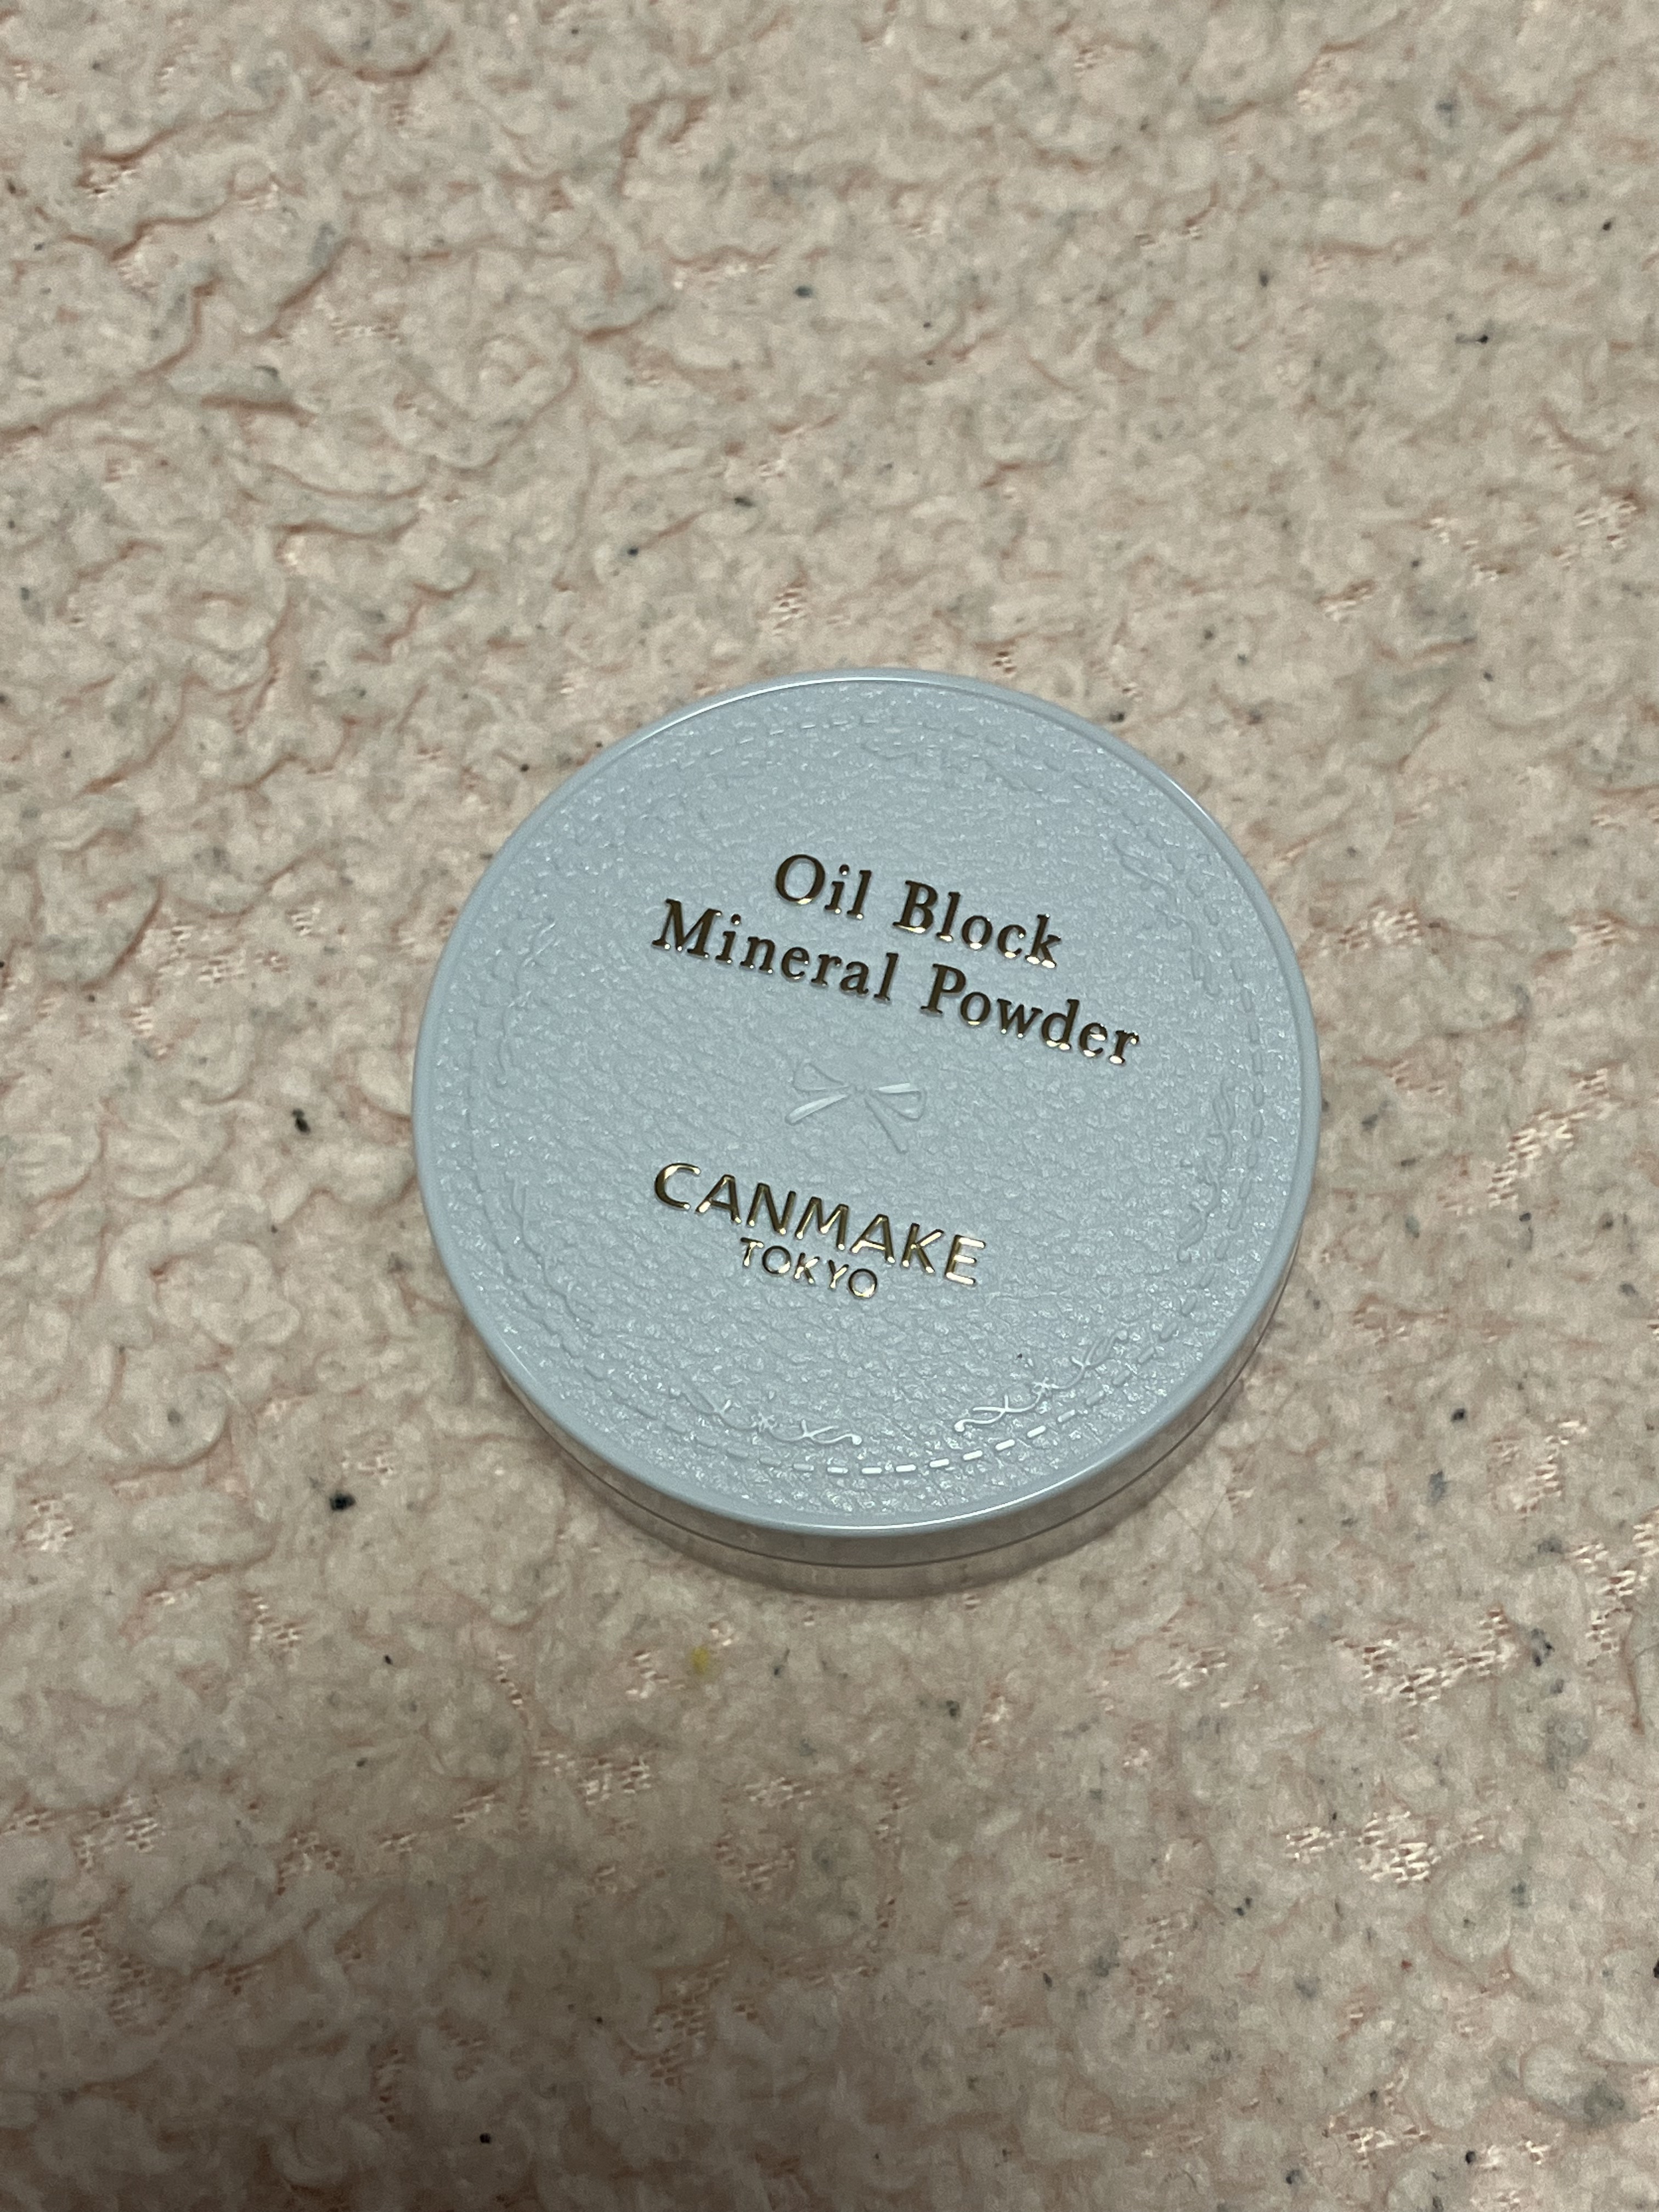 Oil Block
Mineral Powder
CANMAKE
TOKYO